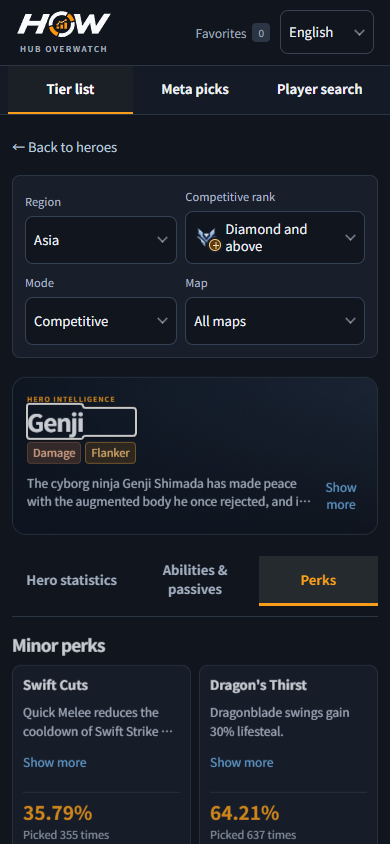 HOW
HUB OVERWATCH
Favorites 0
English
Tier list
Meta picks
Player search
← Back to heroes
Region
Competitive rank
Asia
Diamond and
above
Mode
Map
Competitive
All maps
HERO INTELLIGENCE
Genji
Damage
Flanker
The cyborg ninja Genji Shimada has made peace
with the augmented body he once rejected, and i···
Show
more
Hero statistics
Abilities &
passives
Perks
Minor perks
Swift Cuts
Quick Melee reduces the
cooldown of Swift Strike ···
Show more
35.79%
Picked 355 times
Dragon's Thirst
Dragonblade swings gain
30% lifesteal.
Show more
64.21%
Picked 637 times